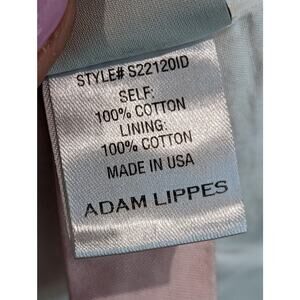 STYLE# S22120ID
SELF:
100% COTTON
LINING:
100% COTTON
MADE IN USA
ADAM LIPPES